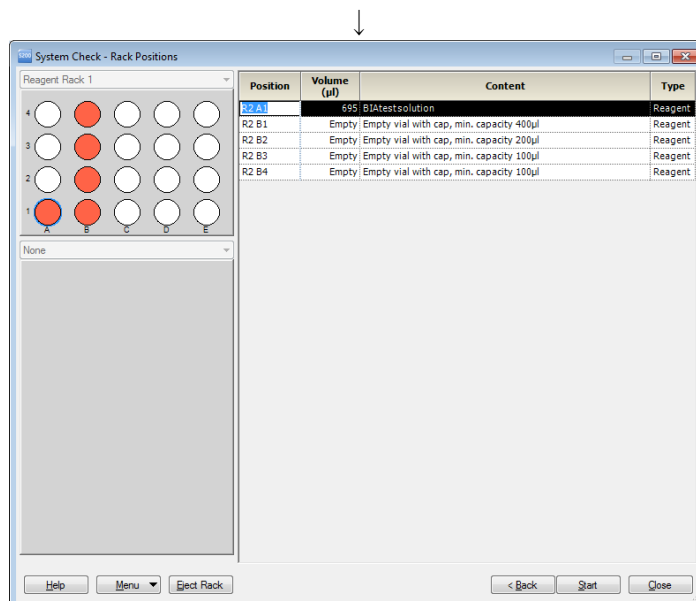 ↓
System Check - Rack Positions
Reagent Rack 1
4
3
2
1
A B C D E
None
Position Volume (µl) Content Type
R2 A1 695 BIAtestsolution Reagent
R2 B1 Empty Empty vial with cap, min. capacity 400µl Reagent
R2 B2 Empty Empty vial with cap, min. capacity 200µl Reagent
R2 B3 Empty Empty vial with cap, min. capacity 100µl Reagent
R2 B4 Empty Empty vial with cap, min. capacity 100µl Reagent
Help Menu Eject Rack < Back Start Close